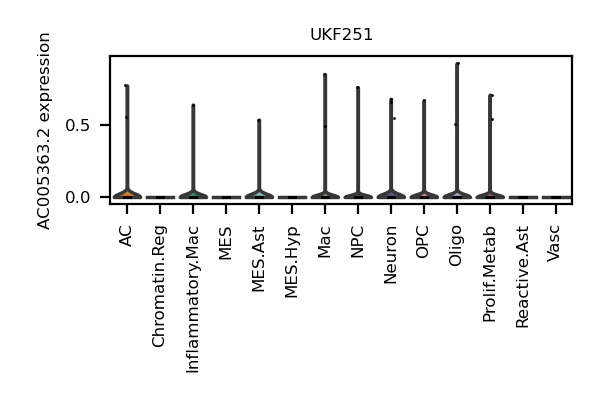 UKF251
AC005363.2 expression
0.5
0.0
AC
Chromatin.Reg
Inflammatory.Mac
MES
MES.Ast
MES.Hyp
Mac
NPC
Neuron
OPC
Oligo
Prolif.Metab
Reactive.Ast
Vasc